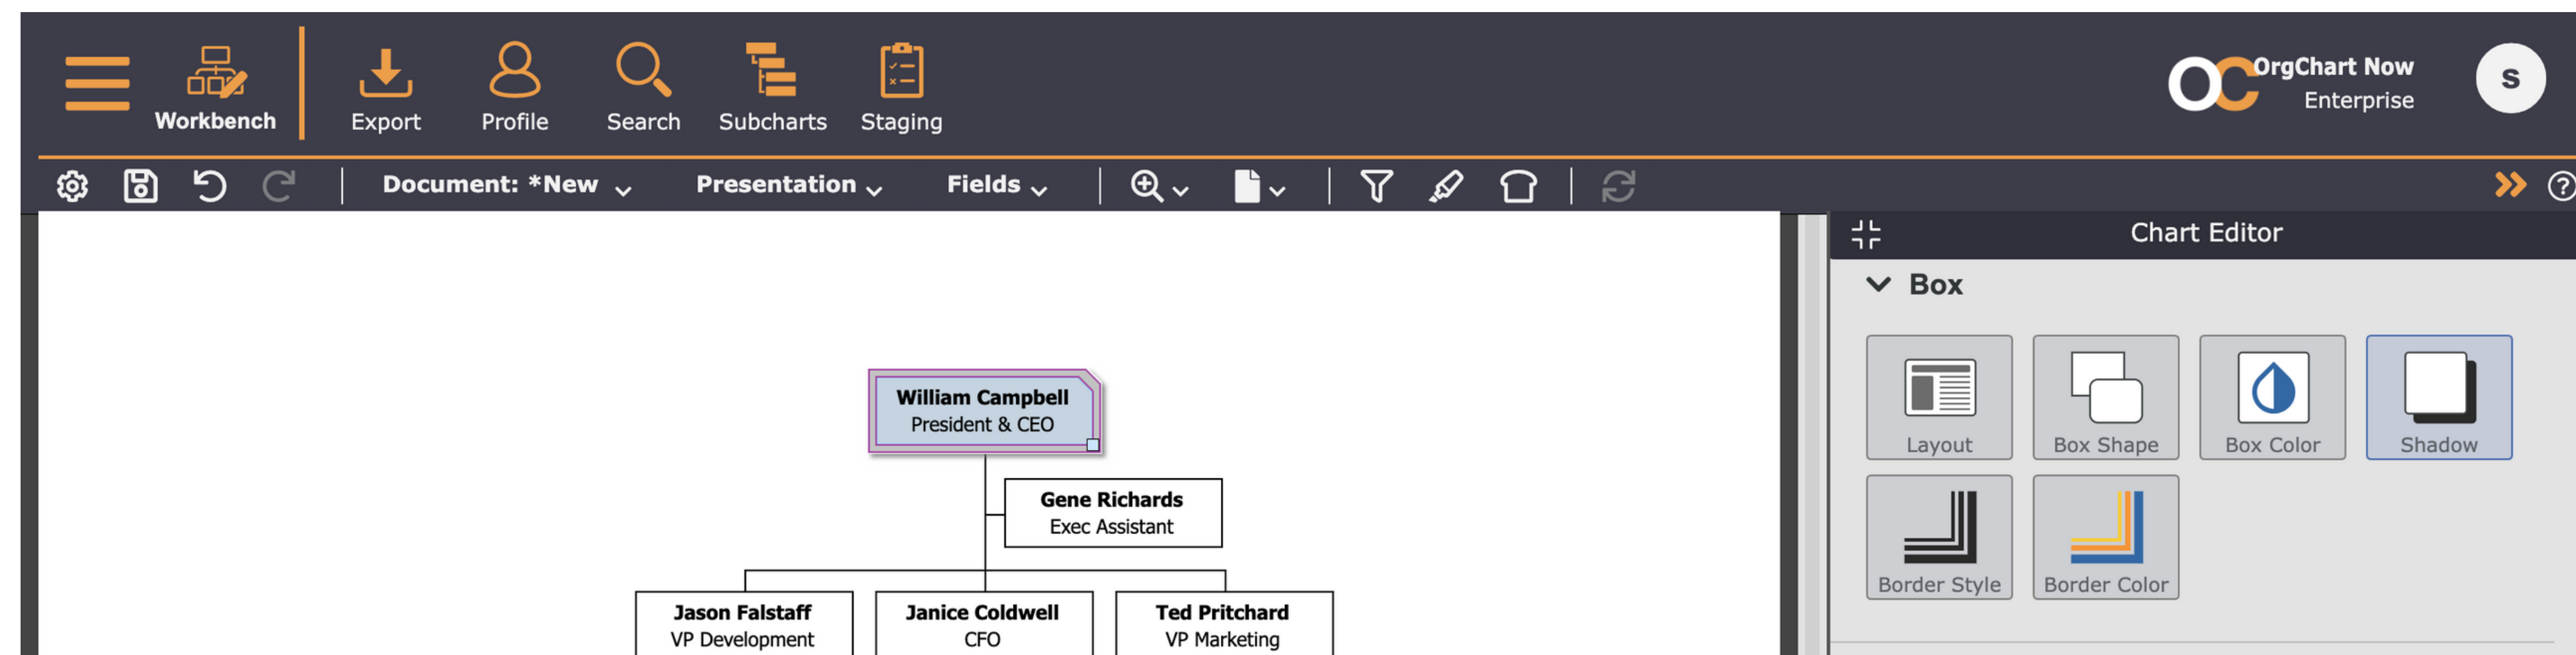 Workbench
Export
Profile
Search
Subcharts
Staging
OC
OrgChart Now
Enterprise
S
Document: *New
Presentation
Fields
?
Chart Editor
Box
Layout
Box Shape
Box Color
Shadow
Border Style
Border Color
William Campbell
President & CEO
Gene Richards
Exec Assistant
Jason Falstaff
VP Development
Janice Coldwell
CFO
Ted Pritchard
VP Marketing